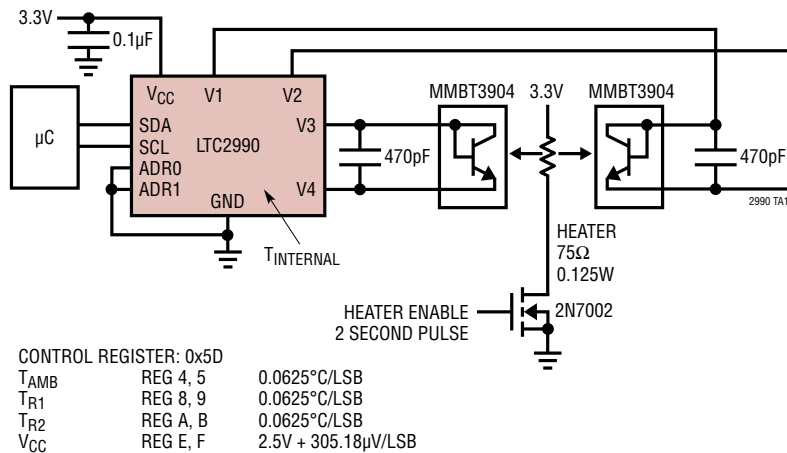 3.3V
0.1µF
VCC V1 V2
MMBT3904 3.3V MMBT3904
µC
SDA
SCL
ADR0
ADR1
LTC2990
V3
V4
GND
470pF
470pF
2990 TA1
TINTERNAL
HEATER
75Ω
0.125W
HEATER ENABLE
2 SECOND PULSE
2N7002
CONTROL REGISTER: 0x5D
TAMB REG 4, 5 0.0625°C/LSB
TR1 REG 8, 9 0.0625°C/LSB
TR2 REG A, B 0.0625°C/LSB
VCC REG E, F 2.5V + 305.18µV/LSB